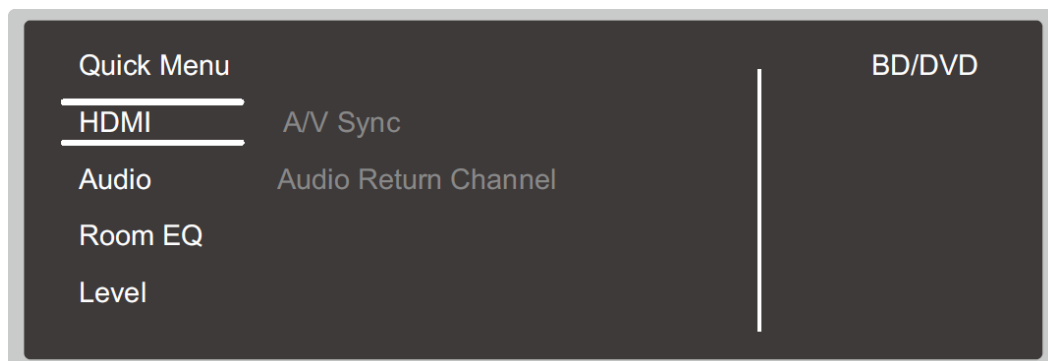 Quick Menu BD/DVD
HDMI A/V Sync
Audio Audio Return Channel
Room EQ
Level